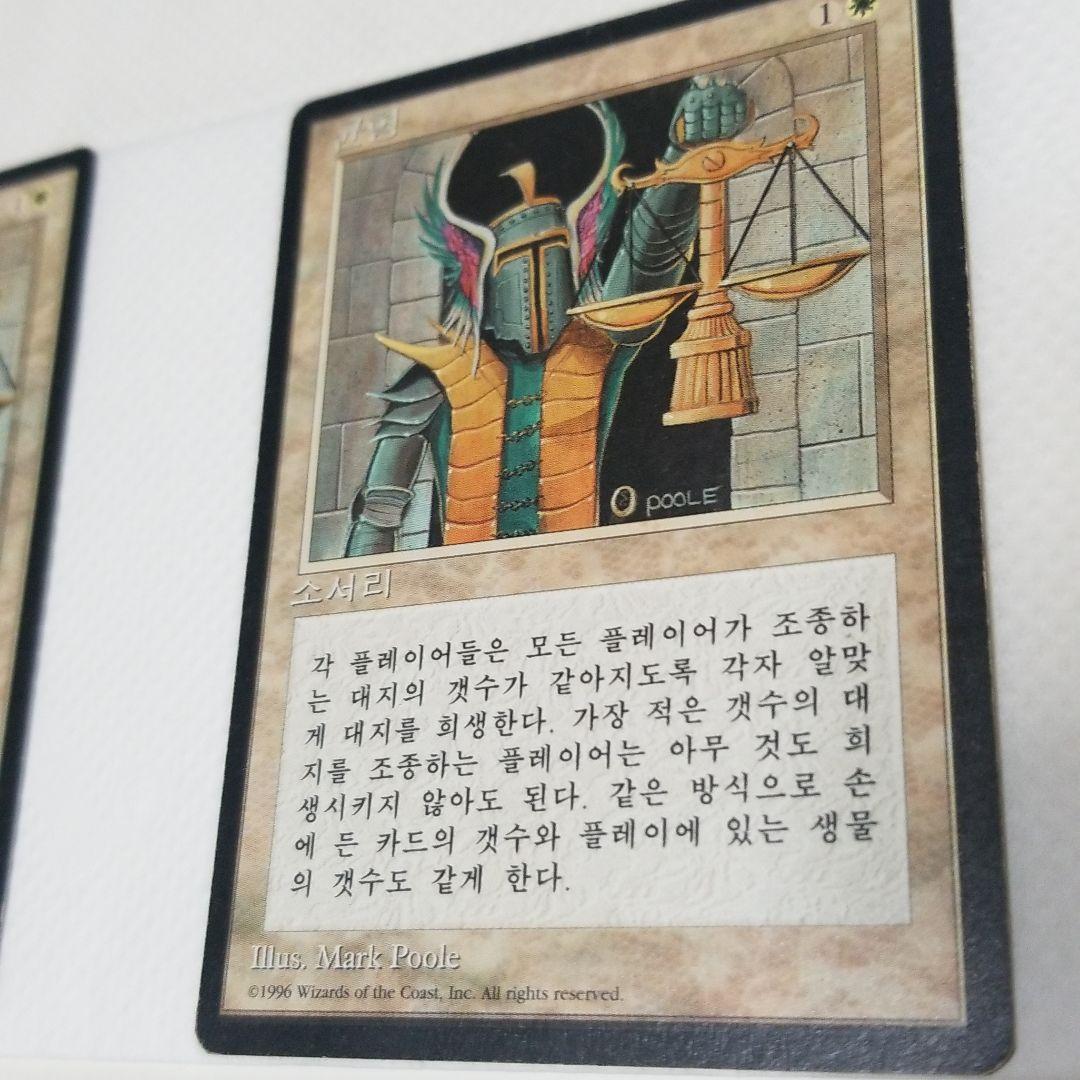 1
POOLE
소서리
각 플레이어들은 모든 플레이어가 조종하
는 대지의 갯수가 같아지도록 각자 알맞
게 대지를 희생한다. 가장 적은 갯수의 대
지를 조종하는 플레이어는 아무 것도 희
생시키지 않아도 된다. 같은 방식으로 손
에 든 카드의 갯수와 플레이에 있는 생물
의 갯수도 같게 한다.
Illus. Mark Poole
©1996 Wizards of the Coast, Inc. All rights reserved.